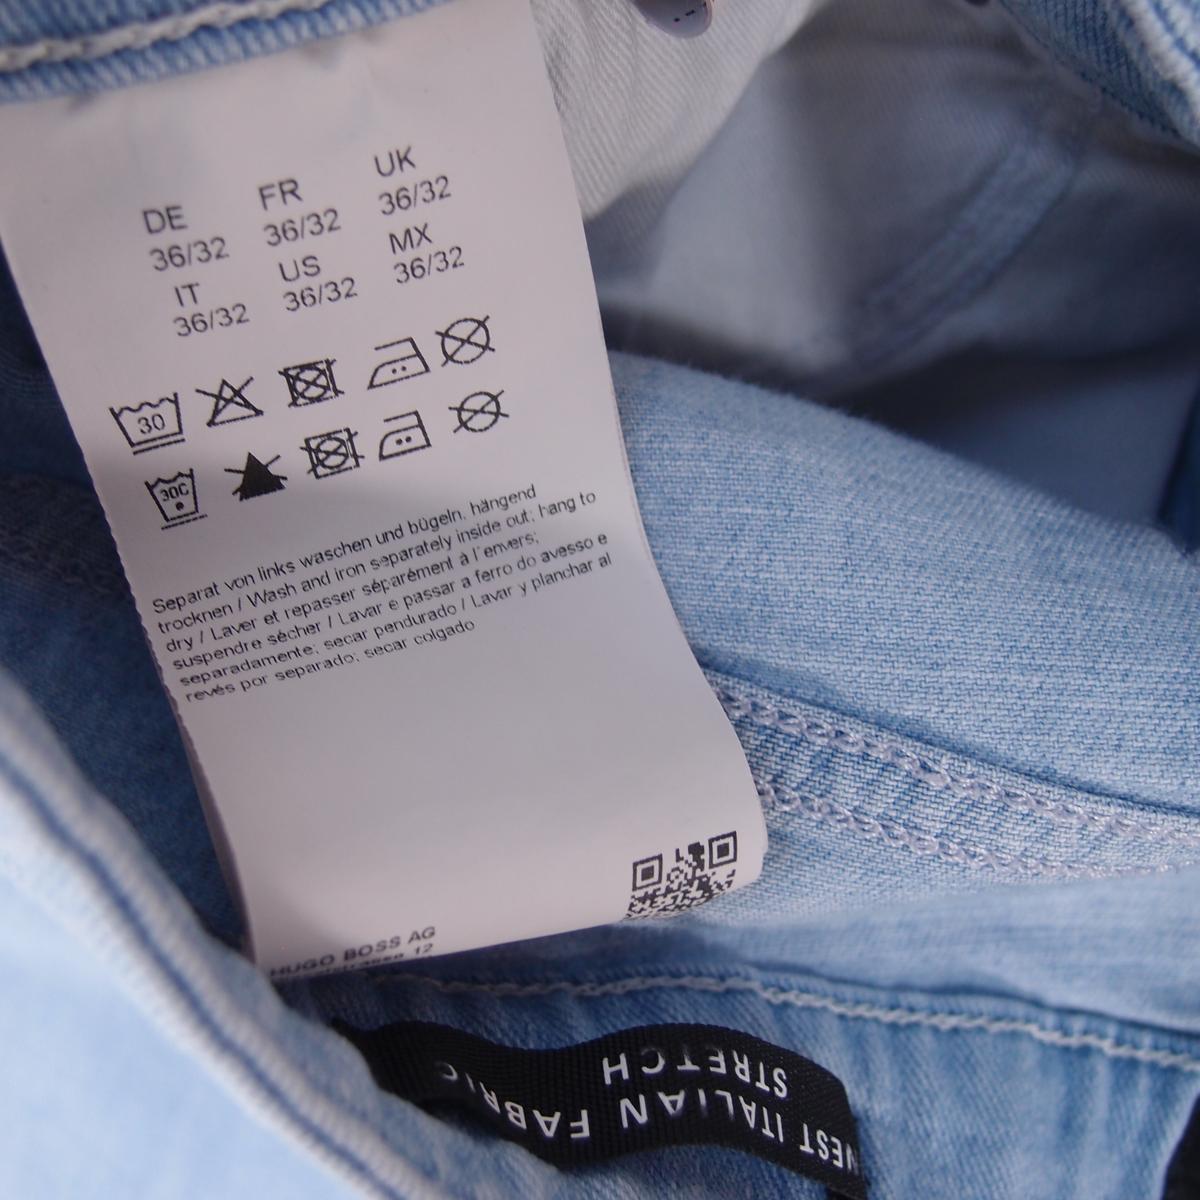 DE FR UK
36/32 36/32 36/32
IT US MX
36/32 36/32 36/32
30
30C
Separat von links waschen und bügeln, hängend
trocknen / Wash and iron separately inside out; hang to
dry / Laver et repasser séparément à l'envers;
suspendre sécher / Lavar e passar a ferro do avesso e
separadamente; secar pendurado / Lavar y planchar al
revés por separado; secar colgado
HUGO BOSS AG
12
ITALIAN FABRIC
STRETCH